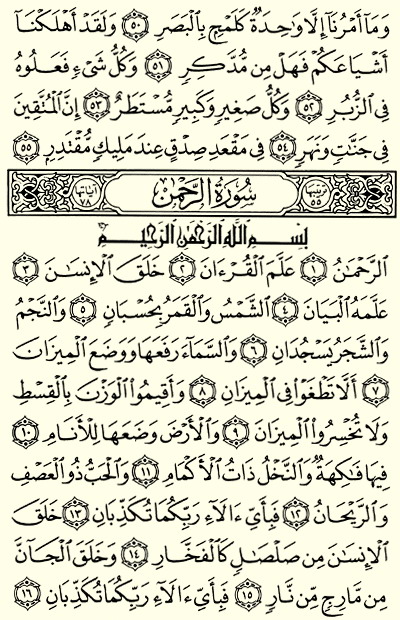 وَمَآ أَمْرُنَآ إِلَّا وَٰحِدَةٌ كَلَمْحٍۭ بِٱلْبَصَرِ ۝٥٠ وَلَقَدْ أَهْلَكْنَآ
أَشْيَاعَكُمْ فَهَلْ مِن مُّدَّكِرٍ ۝٥١ وَكُلُّ شَىْءٍ فَعَلُوهُ
فِى ٱلزُّبُرِ ۝٥٢ وَكُلُّ صَغِيرٍ وَكَبِيرٍ مُّسْتَطَرٌ ۝٥٣ إِنَّ ٱلْمُتَّقِينَ
فِى جَنَّٰتٍ وَنَهَرٍ ۝٥٤ فِى مَقْعَدِ صِدْقٍ عِندَ مَلِيكٍ مُّقْتَدِرٍۭ ۝٥٥
ترتيبها ٥٥ سُورَةُ الرَّحْمَٰن آياتها ٧٨
بِسْمِ ٱللَّهِ ٱلرَّحْمَٰنِ ٱلرَّحِيمِ
ٱلرَّحْمَٰنُ ۝١ عَلَّمَ ٱلْقُرْءَانَ ۝٢ خَلَقَ ٱلْإِنسَٰنَ ۝٣
عَلَّمَهُ ٱلْبَيَانَ ۝٤ ٱلشَّمْسُ وَٱلْقَمَرُ بِحُسْبَانٍ ۝٥ وَٱلنَّجْمُ
وَٱلشَّجَرُ يَسْجُدَانِ ۝٦ وَٱلسَّمَآءَ رَفَعَهَا وَوَضَعَ ٱلْمِيزَانَ
۝٧ أَلَّا تَطْغَوْا۟ فِى ٱلْمِيزَانِ ۝٨ وَأَقِيمُوا۟ ٱلْوَزْنَ بِٱلْقِسْطِ
وَلَا تُخْسِرُوا۟ ٱلْمِيزَانَ ۝٩ وَٱلْأَرْضَ وَضَعَهَا لِلْأَنَامِ ۝١٠
فِيهَا فَٰكِهَةٌ وَٱلنَّخْلُ ذَاتُ ٱلْأَكْمَامِ ۝١١ وَٱلْحَبُّ ذُو ٱلْعَصْفِ
وَٱلرَّيْحَانُ ۝١٢ فَبِأَىِّ ءَالَآءِ رَبِّكُمَا تُكَذِّبَانِ ۝١٣ خَلَقَ
ٱلْإِنسَٰنَ مِن صَلْصَٰلٍ كَٱلْفَخَّارِ ۝١٤ وَخَلَقَ ٱلْجَآنَّ
مِن مَّارِجٍ مِّن نَّارٍ ۝١٥ فَبِأَىِّ ءَالَآءِ رَبِّكُمَا تُكَذِّبَانِ ۝١٦